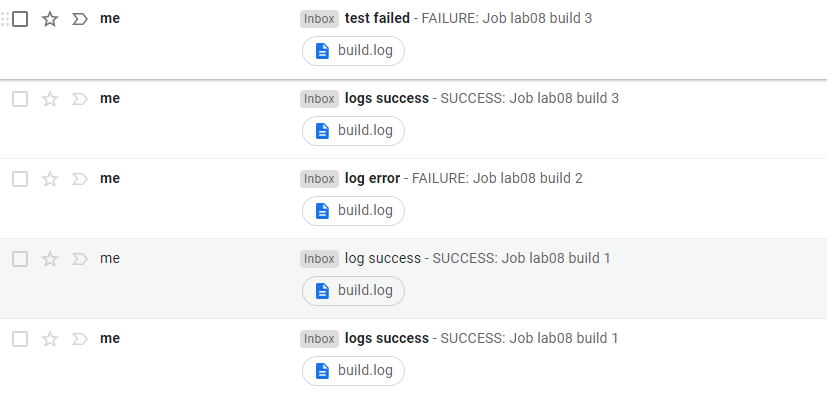 me Inbox test failed - FAILURE: Job lab08 build 3
build.log
me Inbox logs success - SUCCESS: Job lab08 build 3
build.log
me Inbox log error - FAILURE: Job lab08 build 2
build.log
me Inbox log success - SUCCESS: Job lab08 build 1
build.log
me Inbox logs success - SUCCESS: Job lab08 build 1
build.log